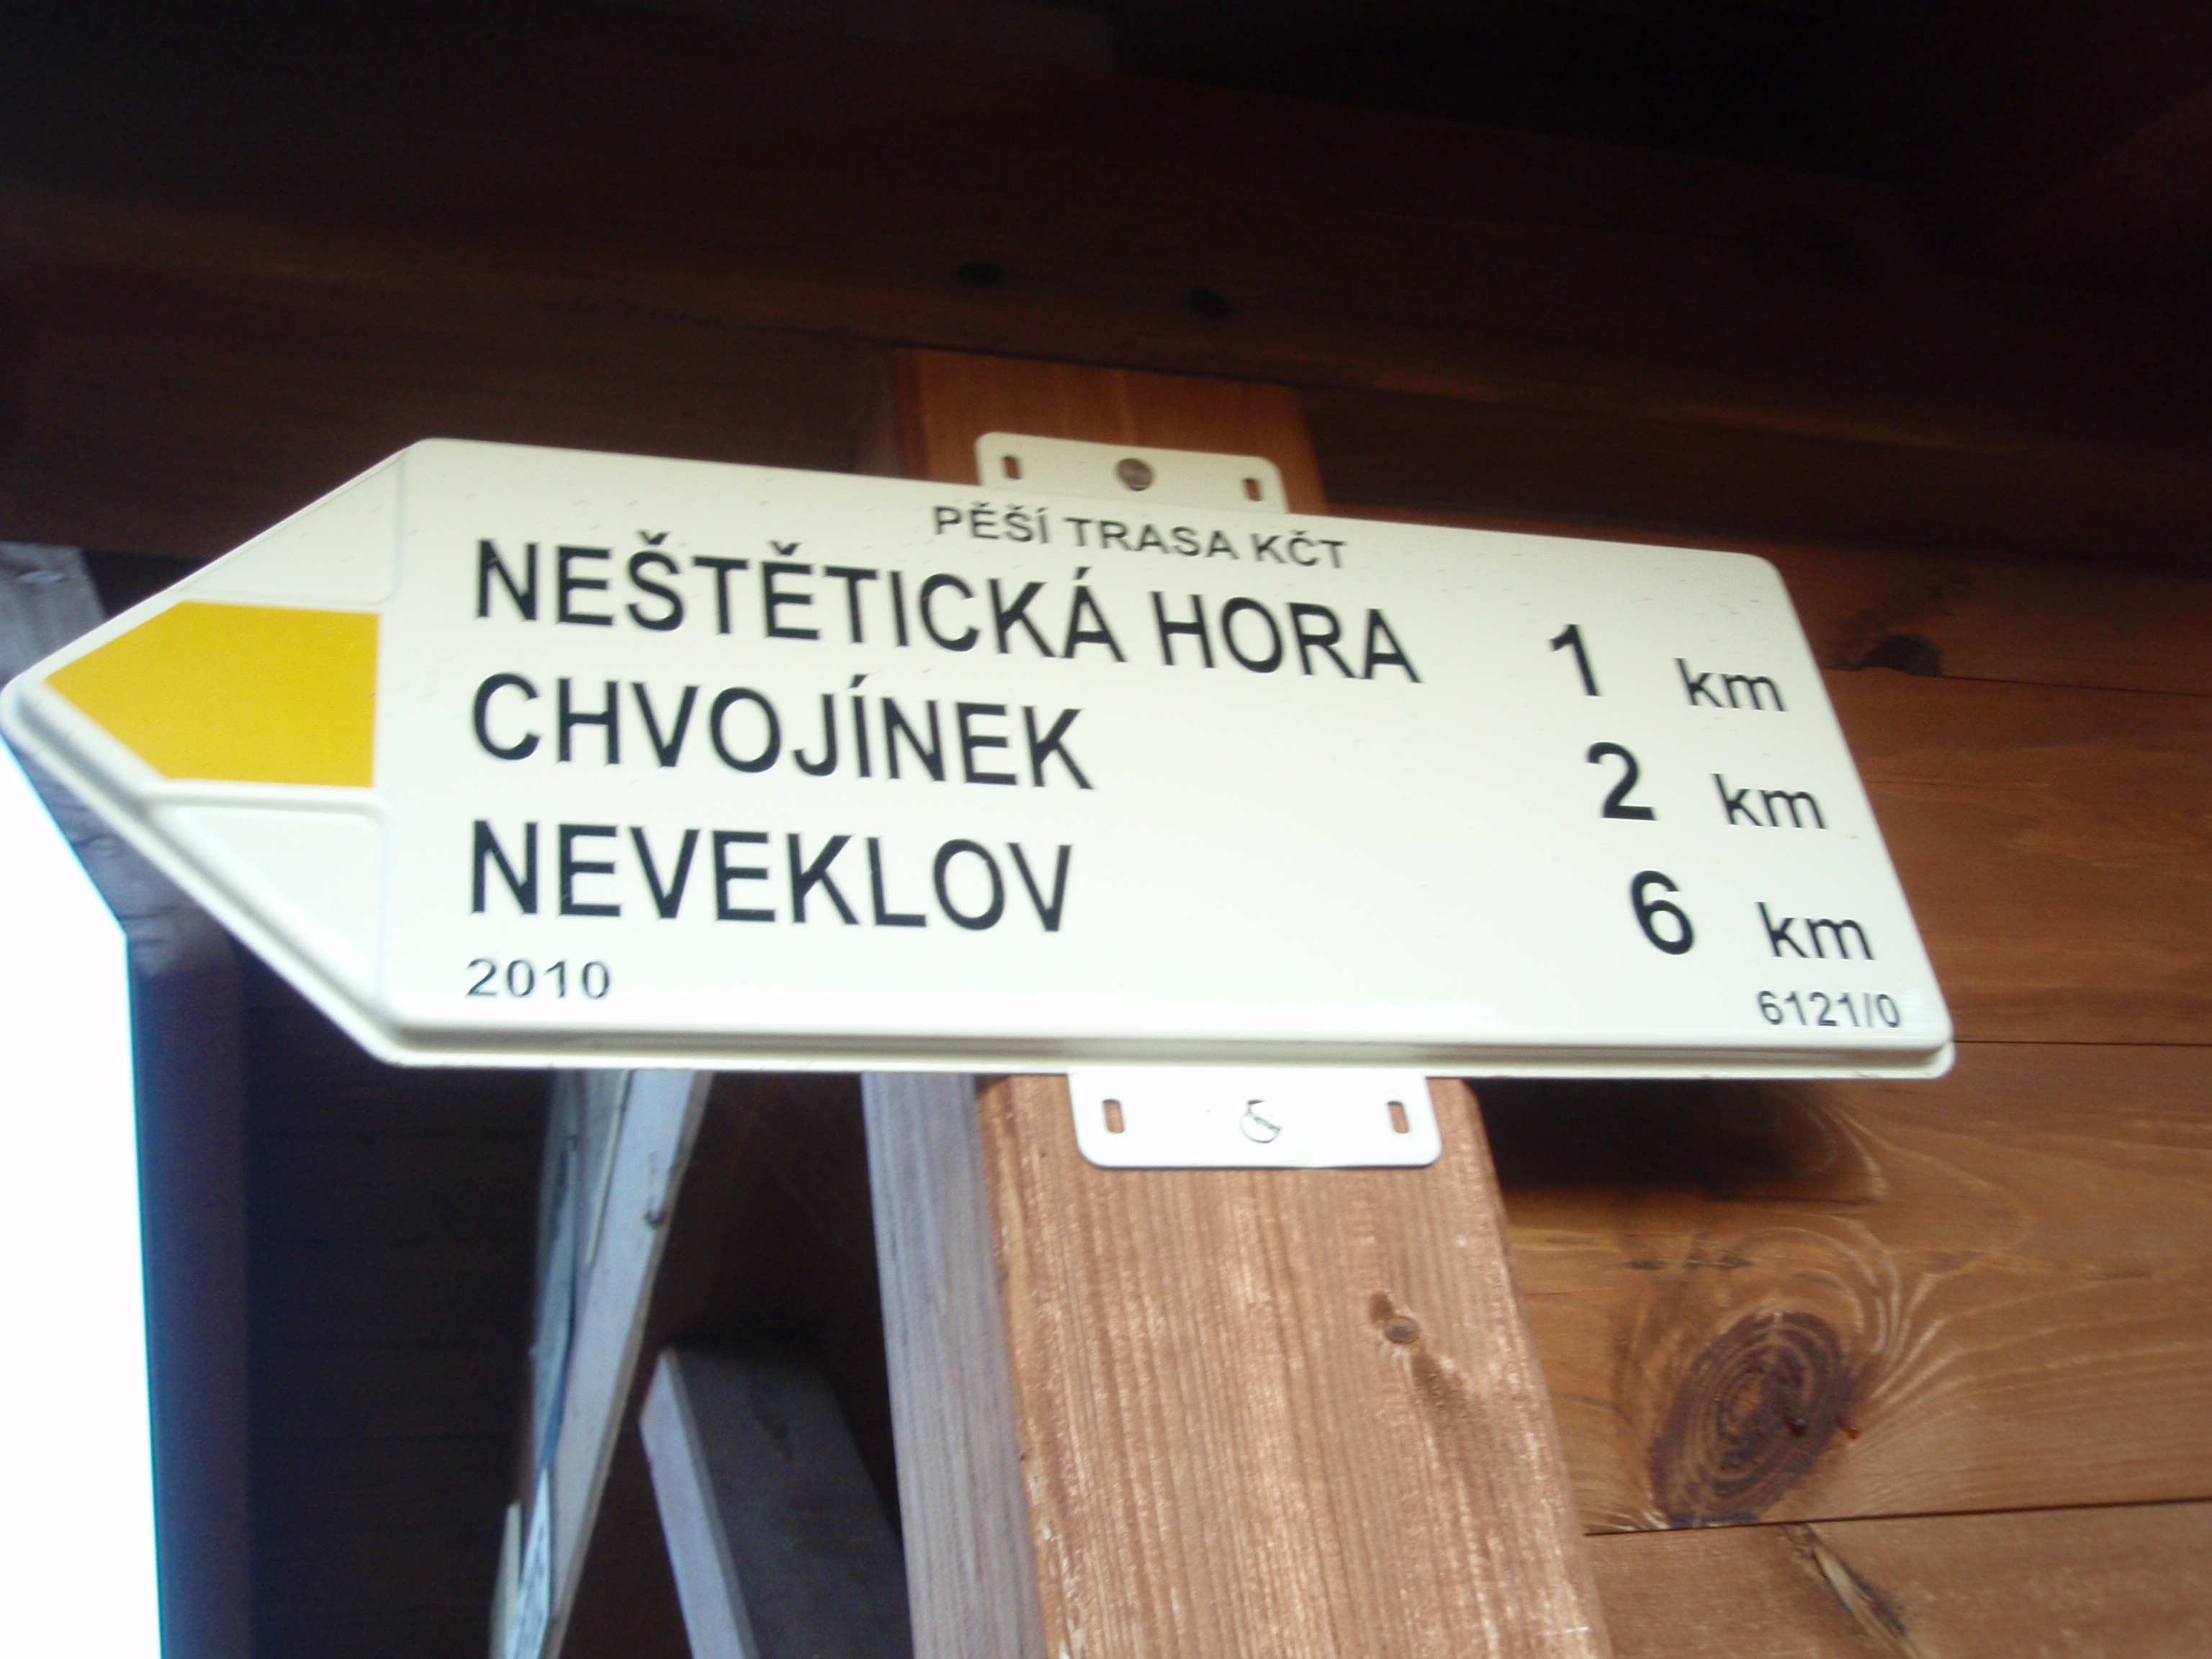 PĚŠÍ TRASA KČT
NEŠTĚTICKÁ HORA 1 km
CHVOJÍNEK 2 km
NEVEKLOV 6 km
2010 6121/0